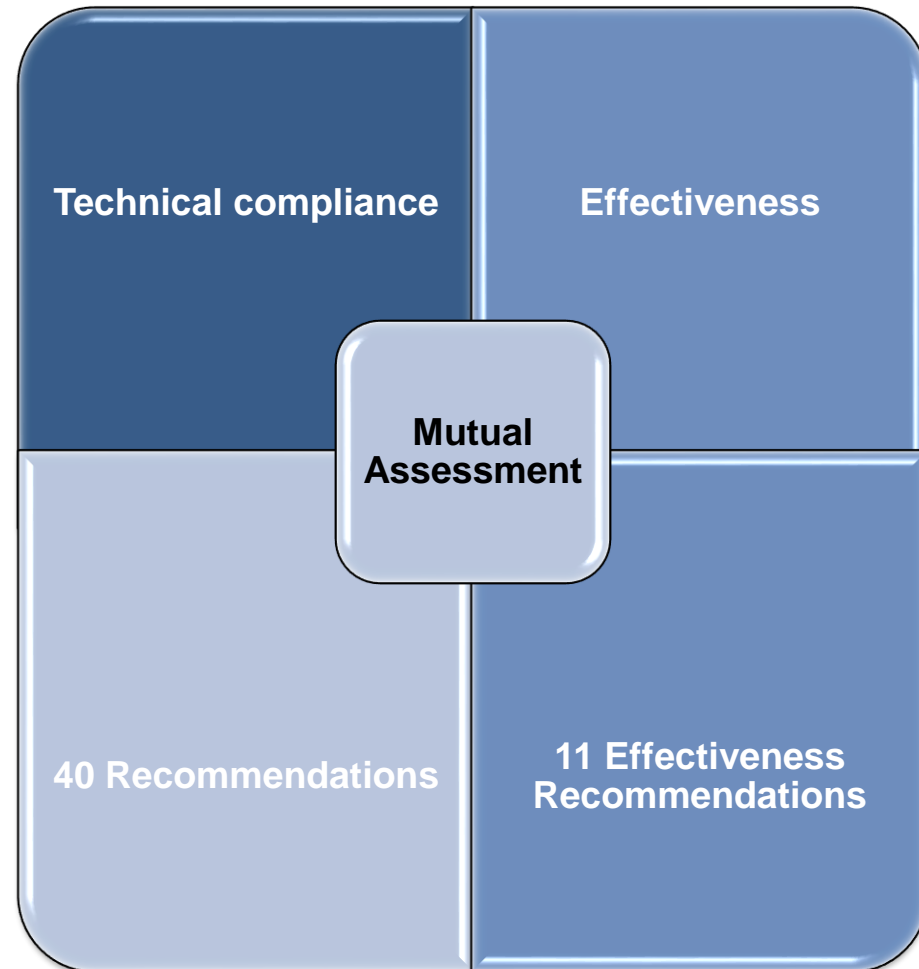 Technical compliance
Effectiveness
Mutual
Assessment
40 Recommendations
11 Effectiveness
Recommendations